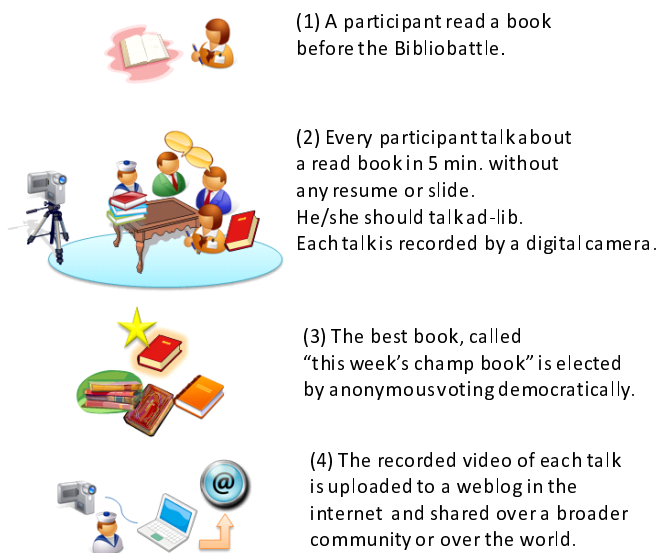 (1) A participant read a book
before the Bibliobattle.
(2) Every participant talk about
a read book in 5 min. without
any resume or slide.
He/she should talk ad-lib.
Each talk is recorded by a digital camera.
(3) The best book, called
“this week’s champ book” is elected
by anonymous voting democratically.
(4) The recorded video of each talk
is uploaded to a weblog in the
internet and shared over a broader
community or over the world.
@